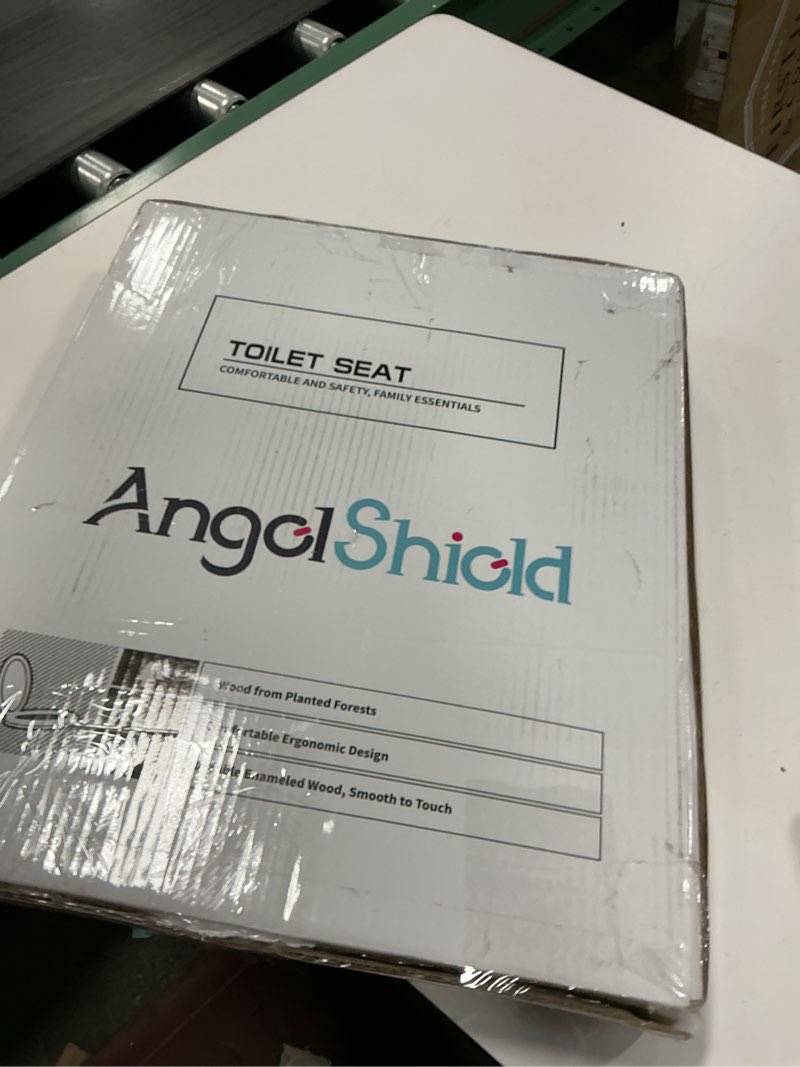 TOILET SEAT
COMFORTABLE AND SAFETY, FAMILY ESSENTIALS
AngelShield
Wood from Planted Forests
Ergonomic Design
Enameled Wood, Smooth to Touch